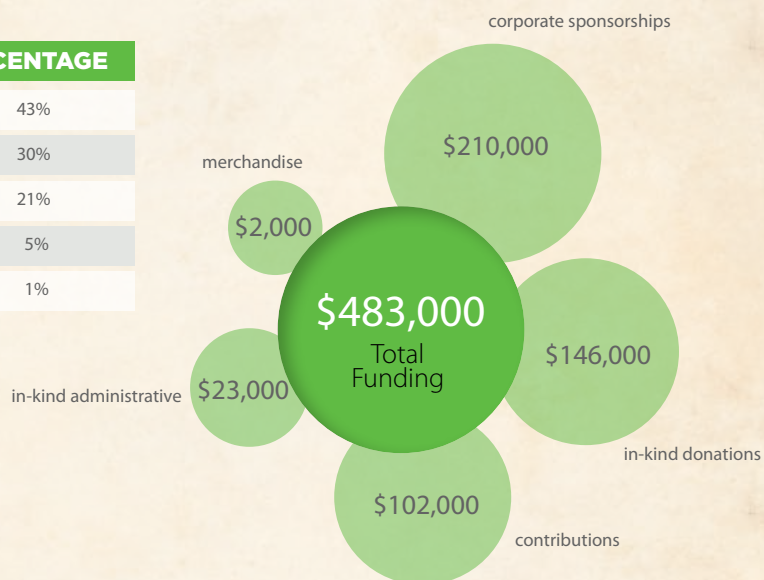 CENTAGE
43%
30%
21%
5%
1%
corporate sponsorships
$210,000
merchandise
$2,000
$483,000
Total
Funding
$146,000
in-kind donations
in-kind administrative
$23,000
$102,000
contributions